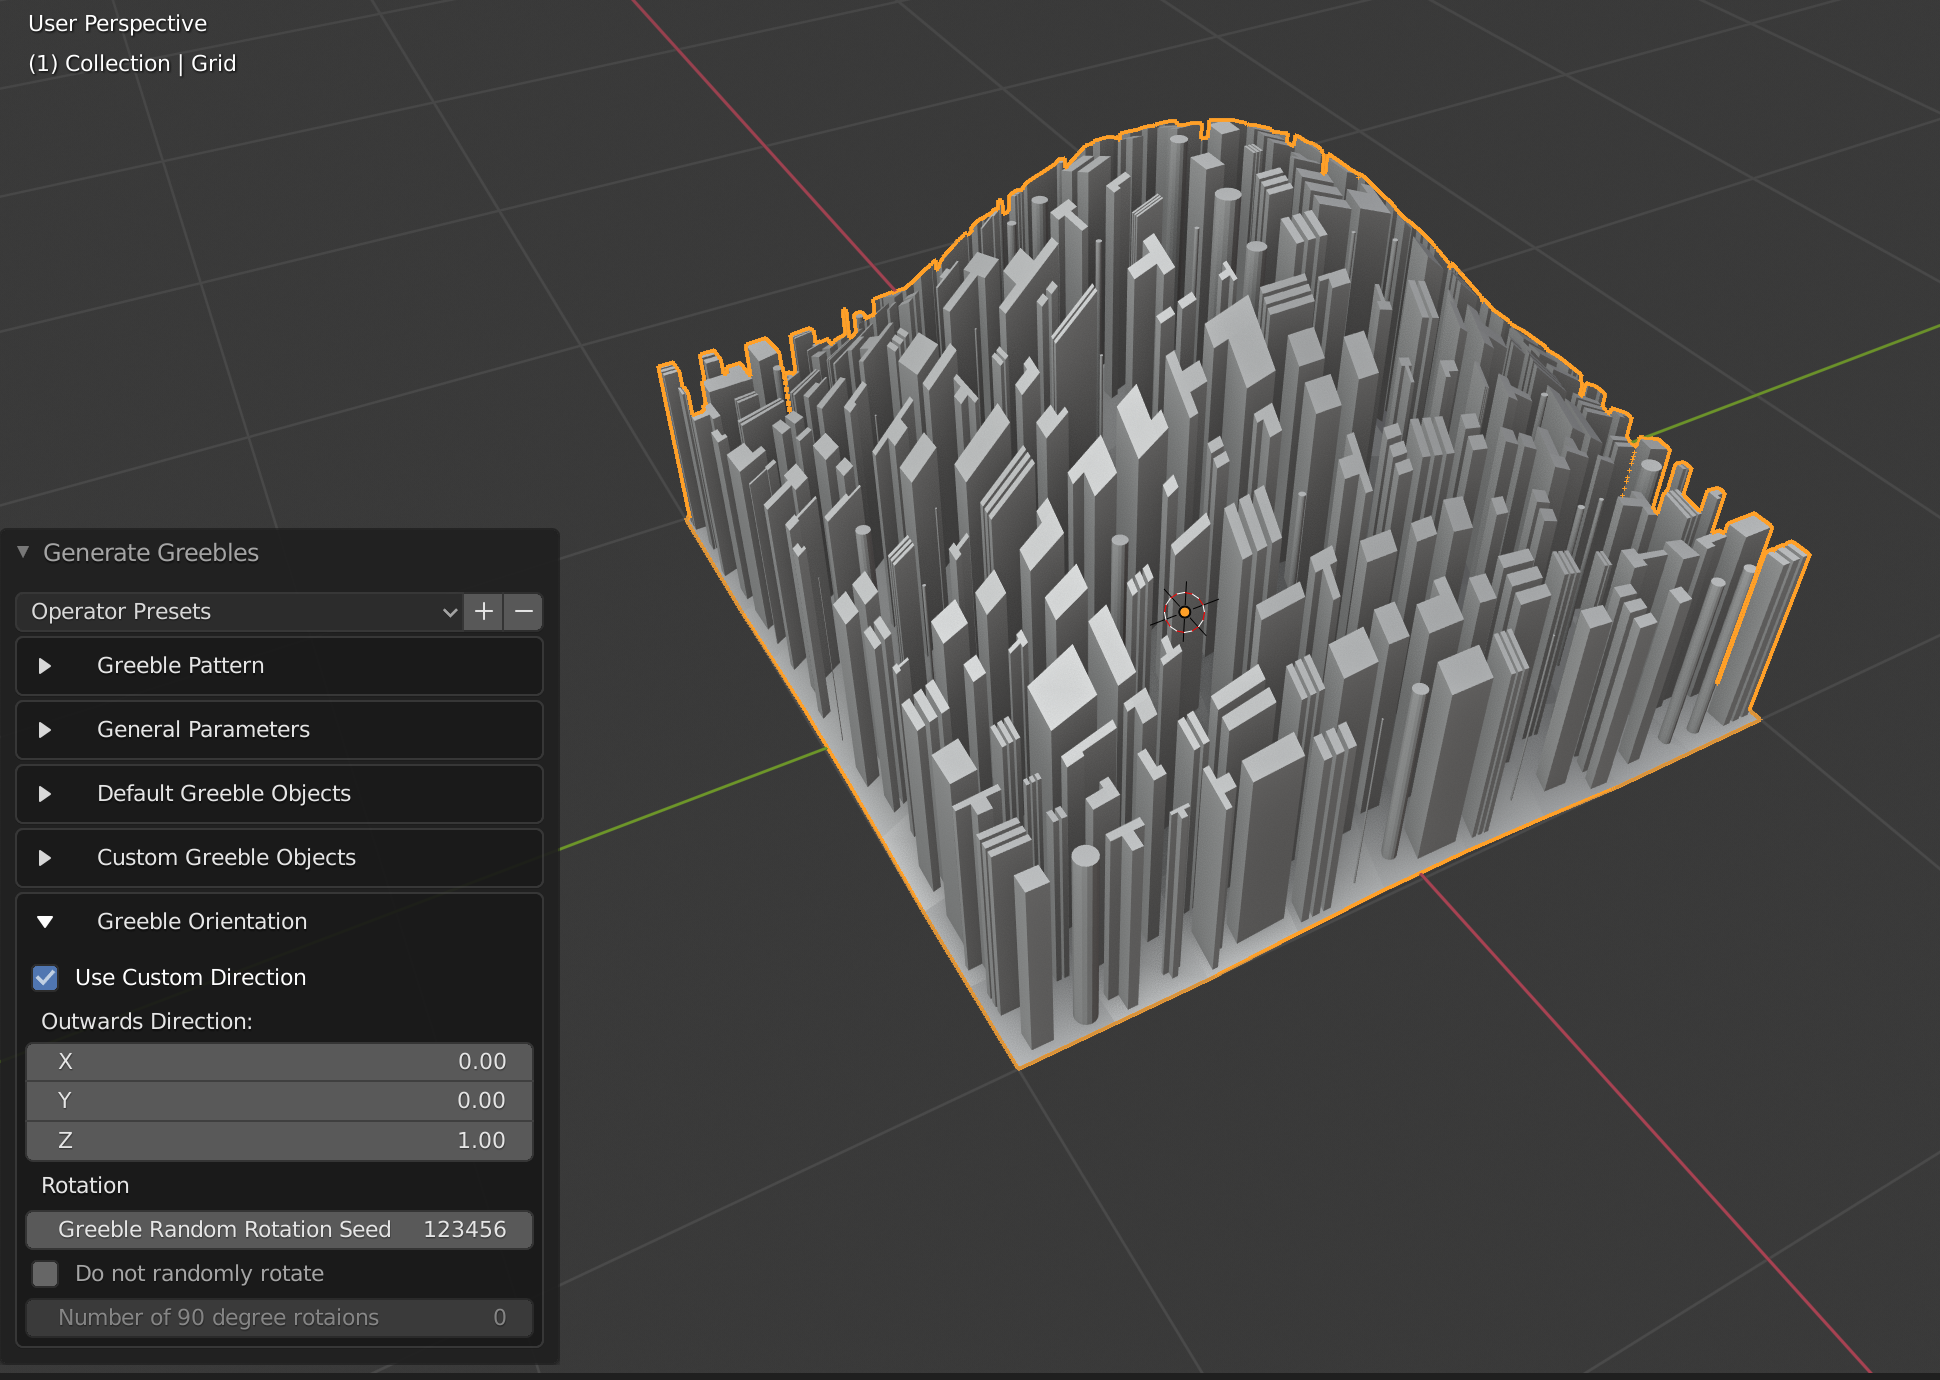 User Perspective
(1) Collection | Grid
Generate Greebles
Operator Presets
Greeble Pattern
General Parameters
Default Greeble Objects
Custom Greeble Objects
Greeble Orientation
Use Custom Direction
Outwards Direction:
X 0.00
Y 0.00
Z 1.00
Rotation
Greeble Random Rotation Seed 123456
Do not randomly rotate
Number of 90 degree rotaions 0